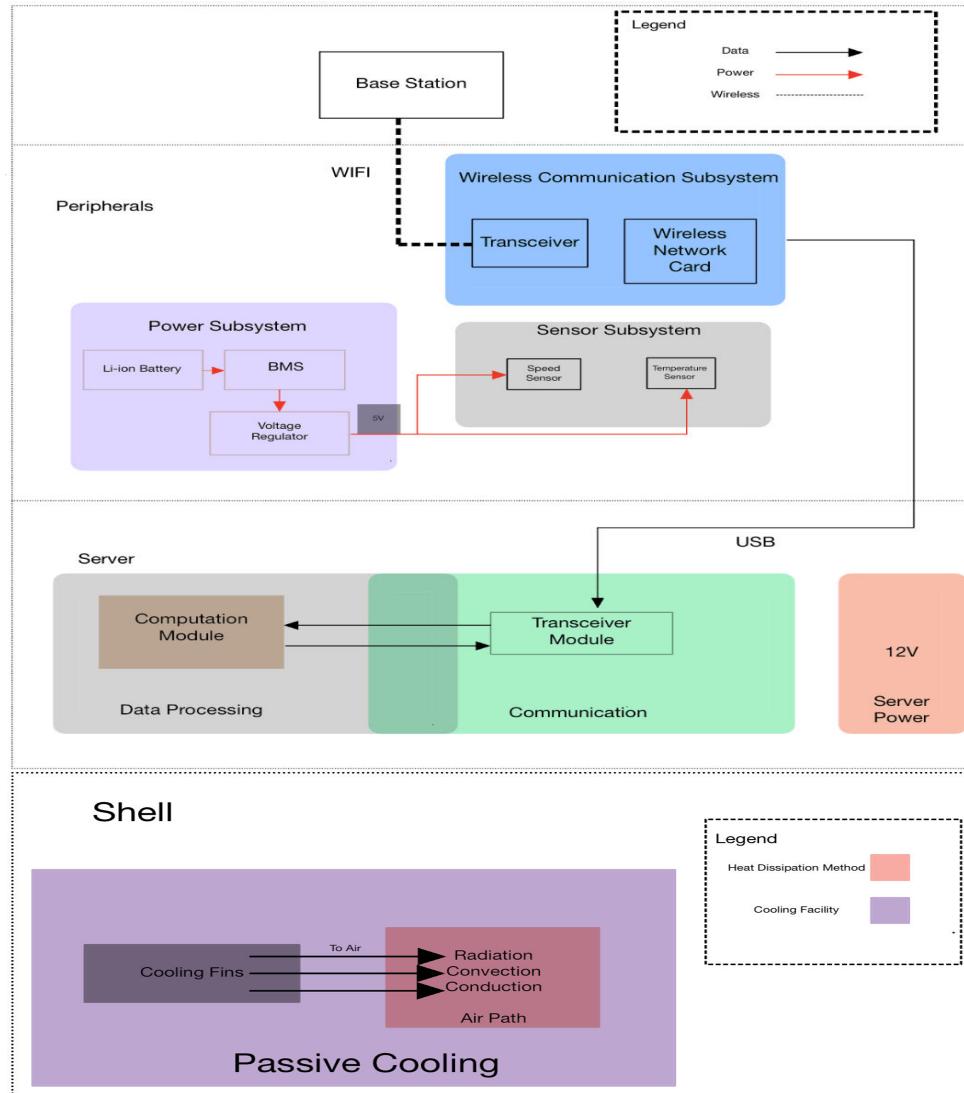 Legend
Data
Power
Wireless
Base Station
WIFI
Peripherals
Wireless Communication Subsystem
Transceiver
Wireless
Network
Card
Power Subsystem
Li-ion Battery
BMS
Voltage
Regulator
5V
Sensor Subsystem
Speed
Sensor
Temperature
Sensor
USB
Server
Computation
Module
Data Processing
Transceiver
Module
Communication
12V
Server
Power
Shell
Legend
Heat Dissipation Method
Cooling Facility
Cooling Fins
To Air
Radiation
Convection
Conduction
Air Path
Passive Cooling